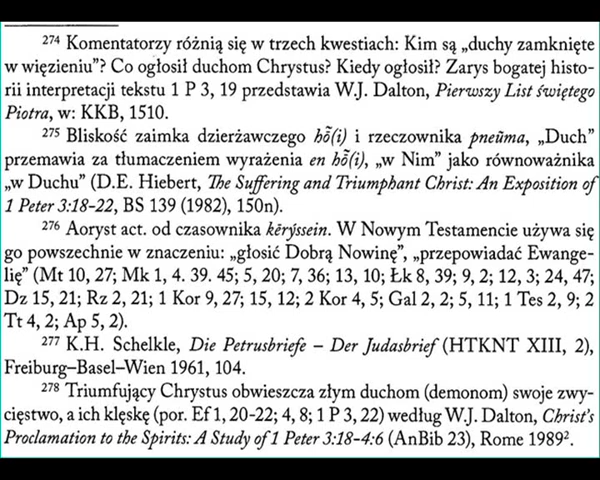 274 Komentatorzy różnią się w trzech kwestiach: Kim są „duchy zamknięte
w więzieniu”? Co ogłosił duchom Chrystus? Kiedy ogłosił? Zarys bogatej histo-
rii interpretacji tekstu 1 P 3, 19 przedstawia W.J. Dalton, Pierwszy List świętego
Piotra, w: KKB, 1510.
275 Bliskość zaimka dzierżawczego hō̃(i) i rzeczownika pneũma, „Duch”
przemawia za tłumaczeniem wyrażenia en hō̃(i), „w Nim” jako równoważnika
„w Duchu” (D.E. Hiebert, The Suffering and Triumphant Christ: An Exposition of
1 Peter 3:18-22, BS 139 (1982), 150n).
276 Aoryst act. od czasownika kērýssein. W Nowym Testamencie używa się
go powszechnie w znaczeniu: „głosić Dobrą Nowinę”, „przepowiadać Ewange-
lię” (Mt 10, 27; Mk 1, 4. 39. 45; 5, 20; 7, 36; 13, 10; Łk 8, 39; 9, 2; 12, 3; 24, 47;
Dz 15, 21; Rz 2, 21; 1 Kor 9, 27; 15, 12; 2 Kor 4, 5; Gal 2, 2; 5, 11; 1 Tes 2, 9; 2
Tt 4, 2; Ap 5, 2).
277 K.H. Schelkle, Die Petrusbriefe – Der Judasbrief (HTKNT XIII, 2),
Freiburg–Basel–Wien 1961, 104.
278 Triumfujący Chrystus obwieszcza złym duchom (demonom) swoje zwy-
cięstwo, a ich klęskę (por. Ef 1, 20-22; 4, 8; 1 P 3, 22) według W.J. Dalton, Christ's
Proclamation to the Spirits: A Study of 1 Peter 3:18-4:6 (AnBib 23), Rome 1989².